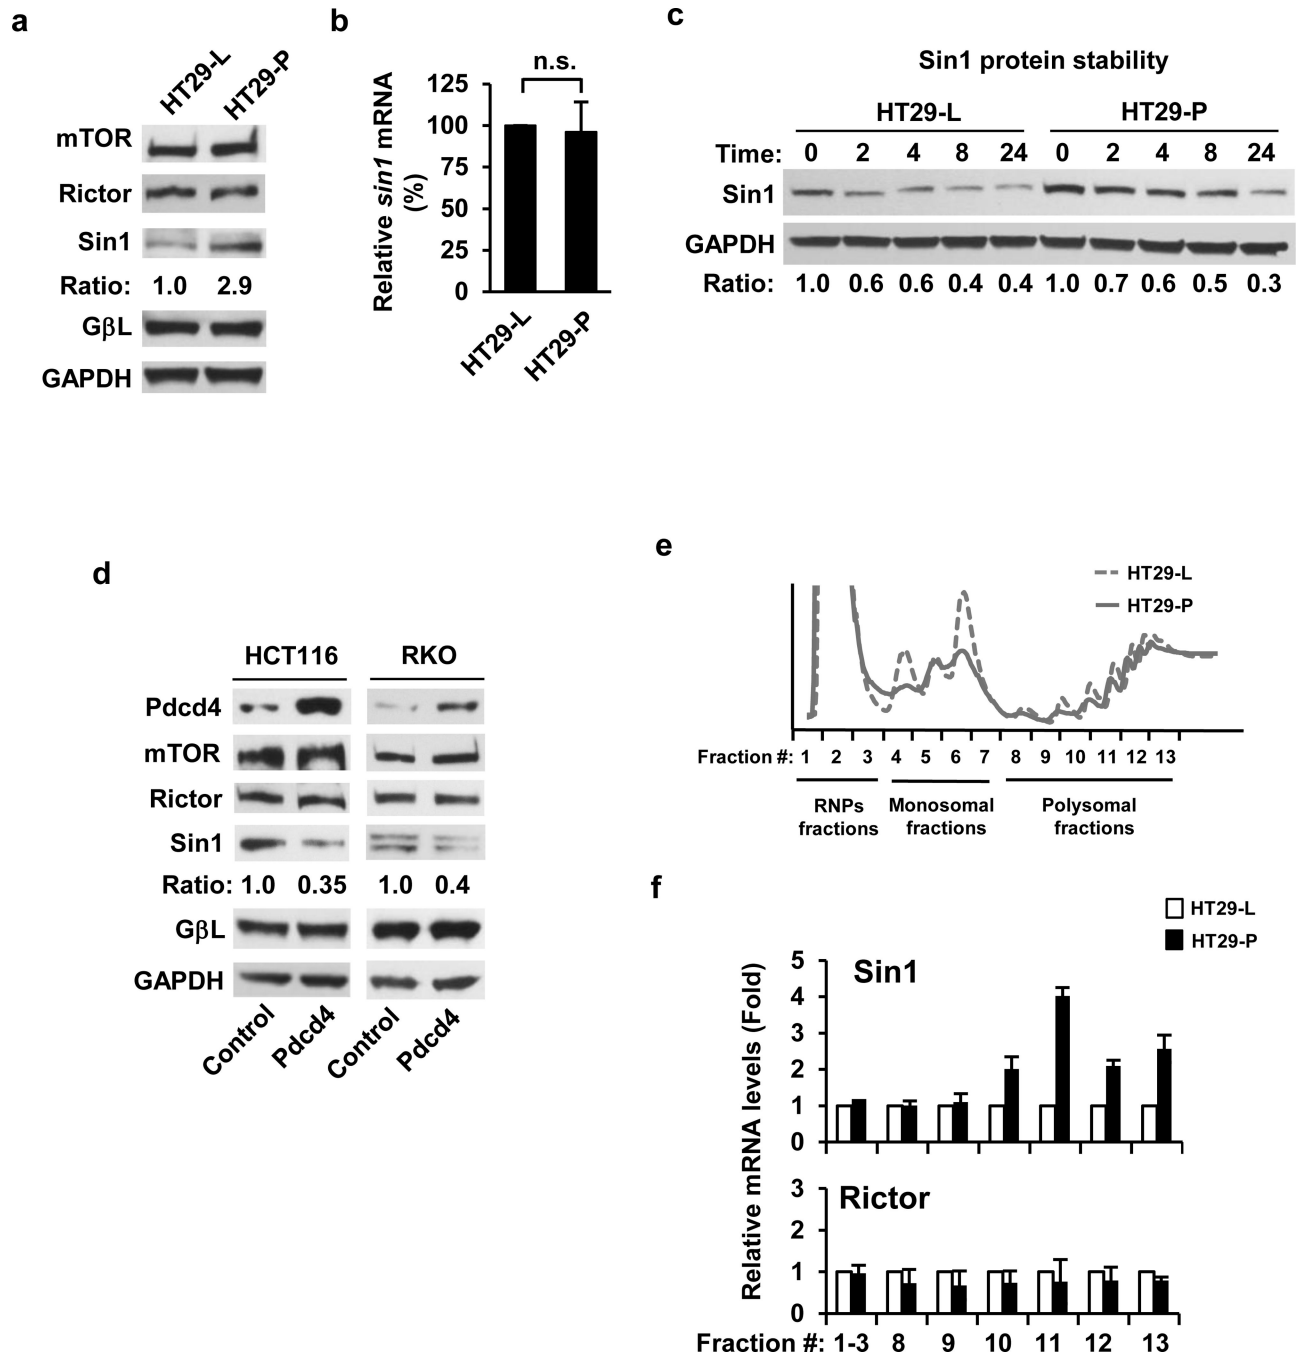 a
HT29-L
HT29-P
mTOR
Rictor
Sin1
Ratio: 1.0 2.9
GβL
GAPDH
b
n.s.
Relative sin1 mRNA
(%)
125
100
75
50
25
0
HT29-L
HT29-P
c
Sin1 protein stability
HT29-L HT29-P
Time: 0 2 4 8 24 0 2 4 8 24
Sin1
GAPDH
Ratio: 1.0 0.6 0.6 0.4 0.4 1.0 0.7 0.6 0.5 0.3
d
HCT116 RKO
Pdcd4
mTOR
Rictor
Sin1
Ratio: 1.0 0.35 1.0 0.4
GβL
GAPDH
Control
Pdcd4
Control
Pdcd4
e
HT29-L
HT29-P
Fraction #: 1 2 3 4 5 6 7 8 9 10 11 12 13
RNPs
fractions
Monosomal
fractions
Polysomal
fractions
f
HT29-L
HT29-P
Relative mRNA levels (Fold)
Sin1
5
4
3
2
1
0
Rictor
3
2
1
0
Fraction #: 1-3 8 9 10 11 12 13